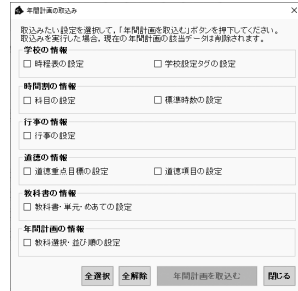 年間計画の取込み
取込みたい設定を選択して、「年間計画を取込む」ボタンを押下してください。
取込みを実行した場合、現在の年間計画の該当データは削除されます。
学校の情報
時程表の設定 学校設定タグの設定
時間割の情報
科目の設定 標準時数の設定
行事の情報
行事の設定
道徳の情報
道徳重点目標の設定 道徳項目の設定
教科書の情報
教科書・単元・めあての設定
年間計画の情報
教科選択・並び順の設定
全選択 全解除 年間計画を取込む 閉じる